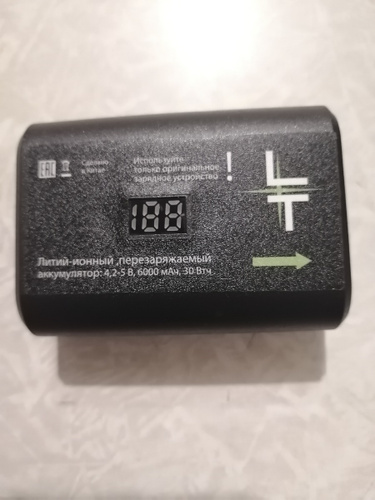 EAC
Сделано
в Китае
Используйте
только оригинальное
зарядное устройство
!
188
Литий-ионный ,перезаряжаемый
аккумулятор: 4,2-5 В, 6000 мАч, 30 Втч